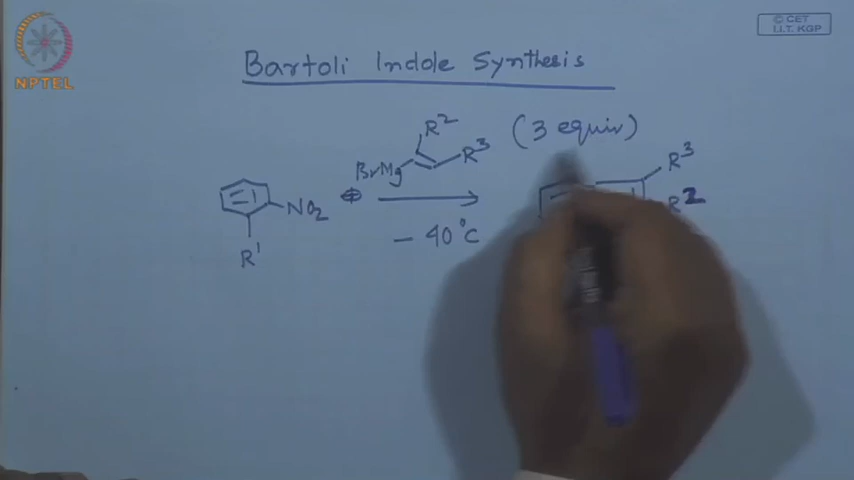 © CET
I.I.T. KGP
NPTEL
Bartoli Indole Synthesis
R² (3 equiv)
BrMg R³
R³
NO₂ + R²
− 40°C
R¹